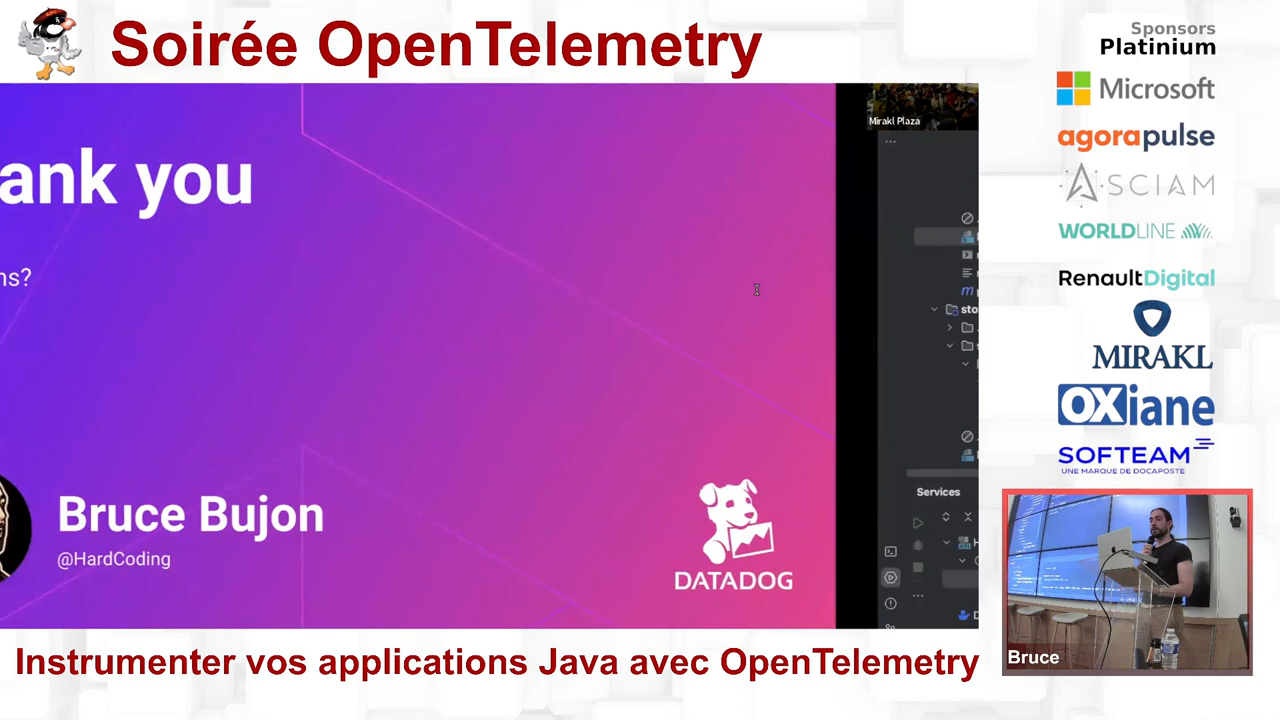 Soirée OpenTelemetry
ank you
ns?
Bruce Bujon
@HardCoding
DATADOG
Mirakl Plaza
sto
Services
Instrumenter vos applications Java avec OpenTelemetry
Sponsors
Platinium
Microsoft
agorapulse
ASCIAM
WORLDLINE
RenaultDigital
MIRAKL
OXiane
SOFTEAM
UNE MARQUE DE DOCAPOSTE
Bruce